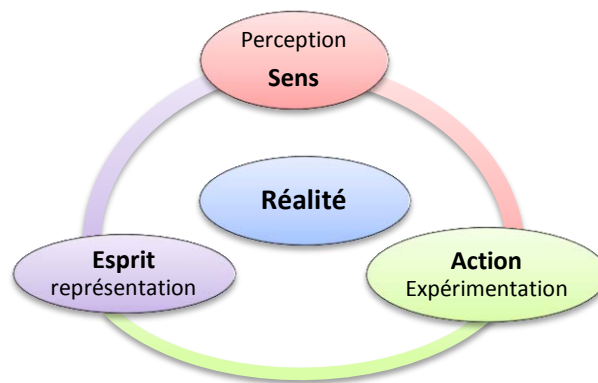 Perception
Sens
Réalité
Esprit
représentation
Action
Expérimentation